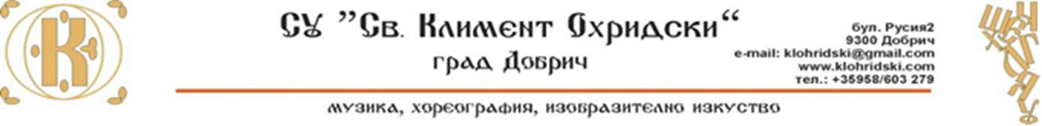 СУ ”Св. Климент Охридски“
град Добрич
бул. Русия2
9300 Добрич
e-mail: klohridski@gmail.com
www.klohridski.com
тел.: +35958/603 279
музика, хореография, изобразително изкуство
К